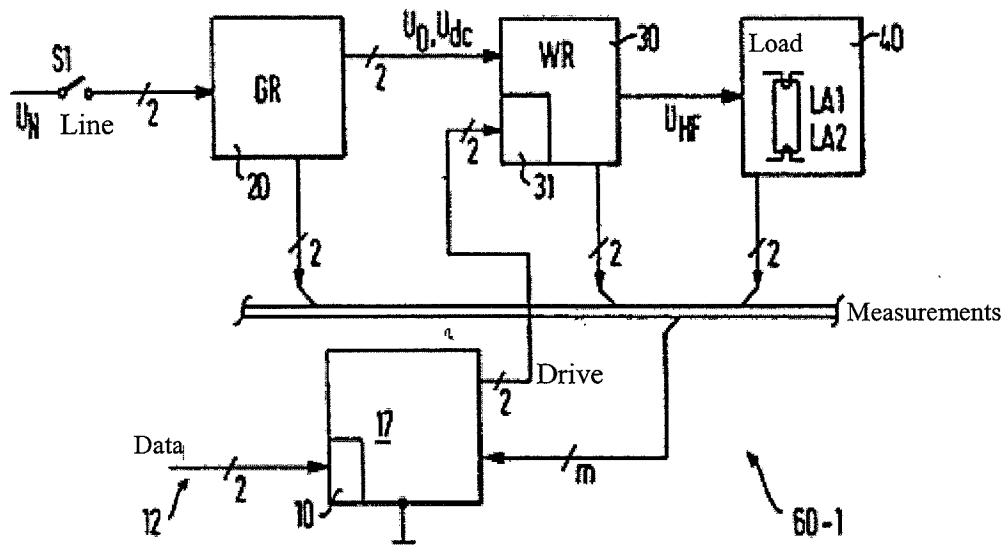 U0, Udc
S1
GR
WR
30
Load
40
UN
Line
2
2
2
UHF
LA1
LA2
20
31
2
2
2
Measurements
Drive
2
17
Data
2
m
12
10
60-1